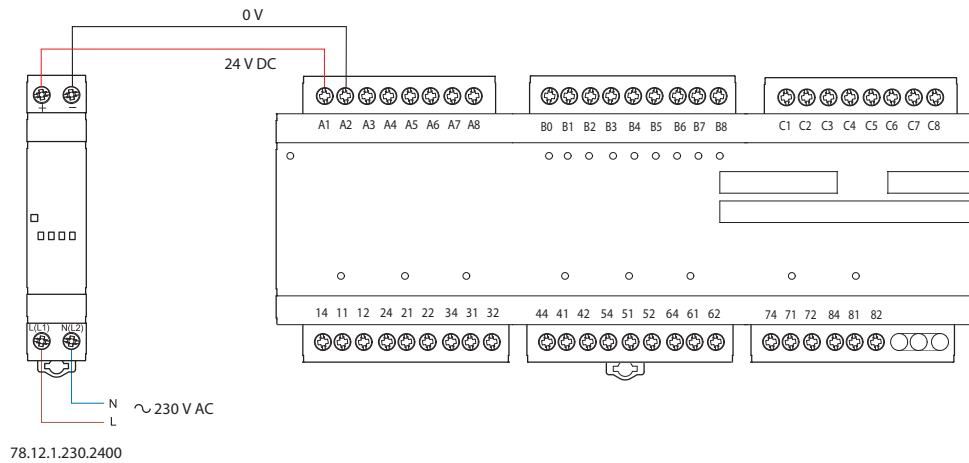 0 V
24 V DC
+ −
A1 A2 A3 A4 A5 A6 A7 A8
B0 B1 B2 B3 B4 B5 B6 B7 B8
C1 C2 C3 C4 C5 C6 C7 C8
L(L1) N(L2)
14 11 12 24 21 22 34 31 32
44 41 42 54 51 52 64 61 62
74 71 72 84 81 82
N
L
230 V AC
78.12.1.230.2400